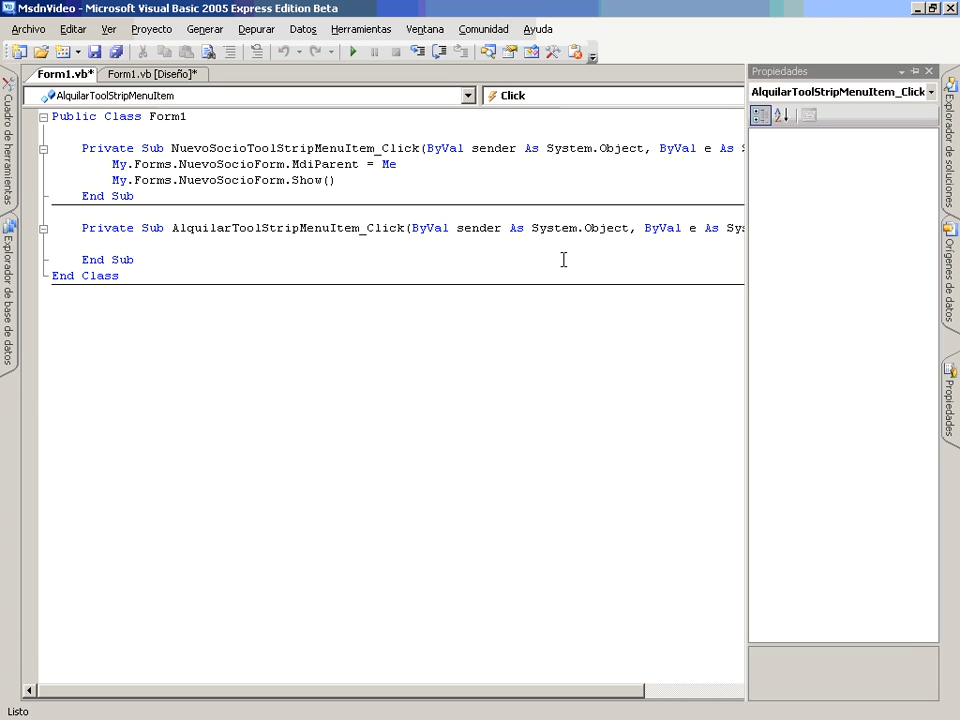 MsdnVideo - Microsoft Visual Basic 2005 Express Edition Beta
Archivo Editar Ver Proyecto Generar Depurar Datos Herramientas Ventana Comunidad Ayuda
Form1.vb* Form1.vb [Diseño]*
AlquilarToolStripMenuItem Click
Public Class Form1
Private Sub NuevoSocioToolStripMenuItem_Click(ByVal sender As System.Object, ByVal e As S
My.Forms.NuevoSocioForm.MdiParent = Me
My.Forms.NuevoSocioForm.Show()
End Sub
Private Sub AlquilarToolStripMenuItem_Click(ByVal sender As System.Object, ByVal e As Sys
End Sub
End Class
Propiedades
AlquilarToolStripMenuItem_Click
Cuadro de herramientas
Explorador de base de datos
Explorador de soluciones
Orígenes de datos
Propiedades
Listo